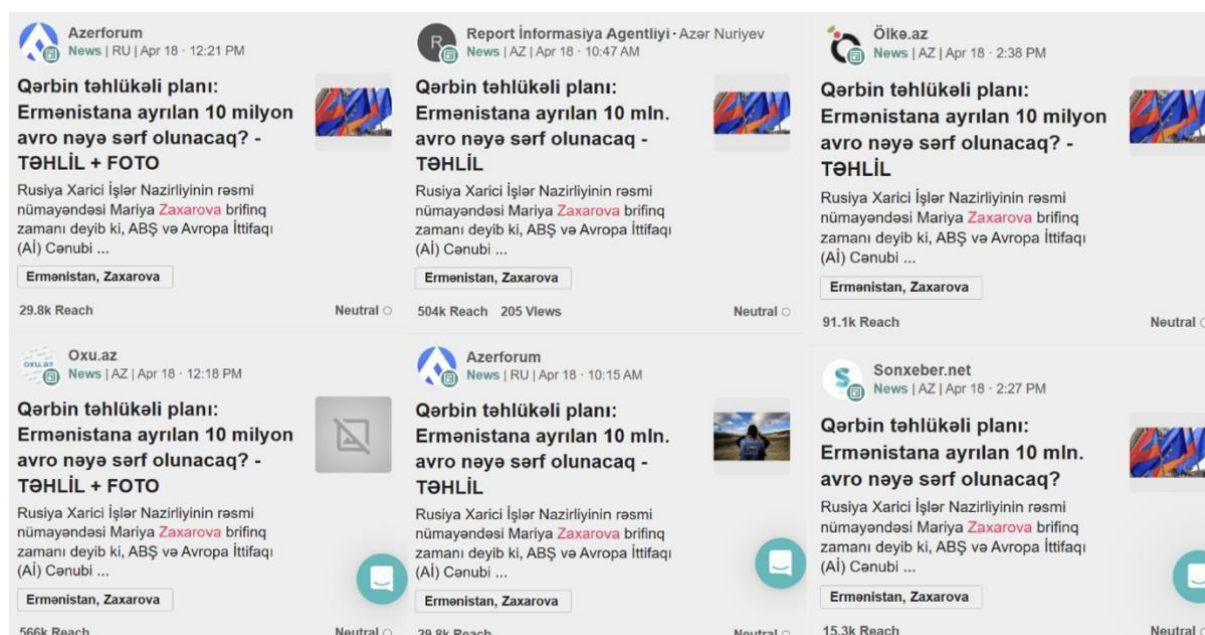 Azerforum
News | RU | Apr 18 · 12:21 PM
Qərbin təhlükəli planı:
Ermənistana ayrılan 10 milyon
avro nəyə sərf olunacaq? -
TƏHLİL + FOTO
Rusiya Xarici İşlər Nazirliyinin rəsmi
nümayəndəsi Mariya Zaxarova brifinq
zamanı deyib ki, ABŞ və Avropa İttifaqı
(Aİ) Cənubi ...
Ermənistan, Zaxarova
29.8k Reach Neutral
R
Report İnformasiya Agentliyi · Azər Nuriyev
News | AZ | Apr 18 · 10:47 AM
Qərbin təhlükəli planı:
Ermənistana ayrılan 10 mln.
avro nəyə sərf olunacaq -
TƏHLİL
Rusiya Xarici İşlər Nazirliyinin rəsmi
nümayəndəsi Mariya Zaxarova brifinq
zamanı deyib ki, ABŞ və Avropa İttifaqı
(Aİ) Cənubi ...
Ermənistan, Zaxarova
504k Reach 205 Views Neutral
Ölkə.az
News | AZ | Apr 18 · 2:38 PM
Qərbin təhlükəli planı:
Ermənistana ayrılan 10 milyon
avro nəyə sərf olunacaq? -
TƏHLİL
Rusiya Xarici İşlər Nazirliyinin rəsmi
nümayəndəsi Mariya Zaxarova brifinq
zamanı deyib ki, ABŞ və Avropa İttifaqı
(Aİ) Cənubi ...
Ermənistan, Zaxarova
91.1k Reach Neutral
OXU.AZ
Oxu.az
News | AZ | Apr 18 · 12:18 PM
Qərbin təhlükəli planı:
Ermənistana ayrılan 10 milyon
avro nəyə sərf olunacaq? -
TƏHLİL + FOTO
Rusiya Xarici İşlər Nazirliyinin rəsmi
nümayəndəsi Mariya Zaxarova brifinq
zamanı deyib ki, ABŞ və Avropa İttifaqı
(Aİ) Cənubi ...
Ermənistan, Zaxarova
566k Reach Neutral
Azerforum
News | RU | Apr 18 · 10:15 AM
Qərbin təhlükəli planı:
Ermənistana ayrılan 10 mln.
avro nəyə sərf olunacaq -
TƏHLİL
Rusiya Xarici İşlər Nazirliyinin rəsmi
nümayəndəsi Mariya Zaxarova brifinq
zamanı deyib ki, ABŞ və Avropa İttifaqı
(Aİ) Cənubi ...
Ermənistan, Zaxarova
29.8k Reach Neutral
S
Sonxeber.net
News | AZ | Apr 18 · 2:27 PM
Qərbin təhlükəli planı:
Ermənistana ayrılan 10 mln.
avro nəyə sərf olunacaq?
Rusiya Xarici İşlər Nazirliyinin rəsmi
nümayəndəsi Mariya Zaxarova brifinq
zamanı deyib ki, ABŞ və Avropa İttifaqı
(Aİ) Cənubi ...
Ermənistan, Zaxarova
15.3k Reach Neutral